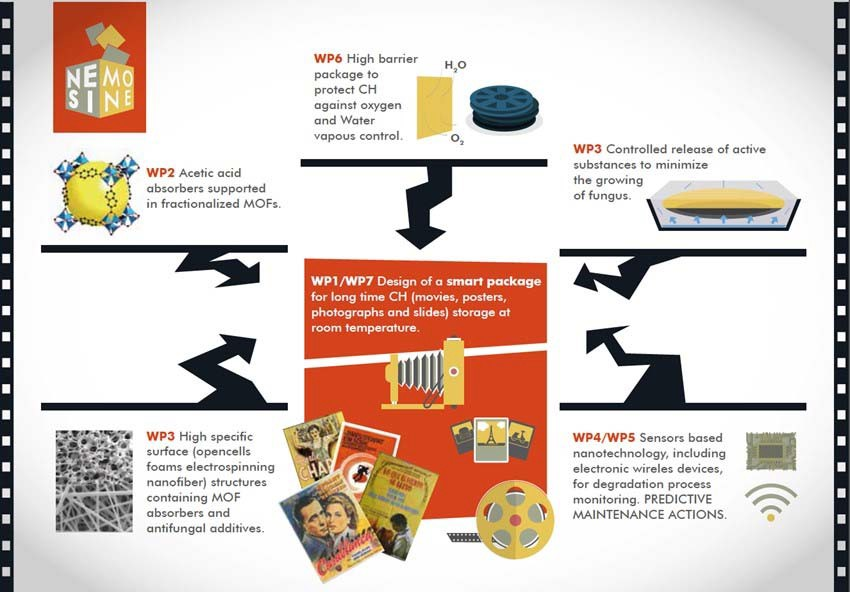 NEMO
SINE
WP6 High barrier
package to
protect CH
against oxygen
and Water
vapous control.
H2O
O2
WP2 Acetic acid
absorbers supported
in fractionalized MOFs.
WP3 Controlled release of active
substances to minimize
the growing
of fungus.
WP1/WP7 Design of a smart package
for long time CH (movies, posters,
photographs and slides) storage at
room temperature.
WP3 High specific
surface (opencells
foams electrospinning
nanofiber) structures
containing MOF
absorbers and
antifungal additives.
WP4/WP5 Sensors based
nanotechnology, including
electronic wireles devices,
for degradation process
monitoring. PREDICTIVE
MAINTENANCE ACTIONS.
Casablanca